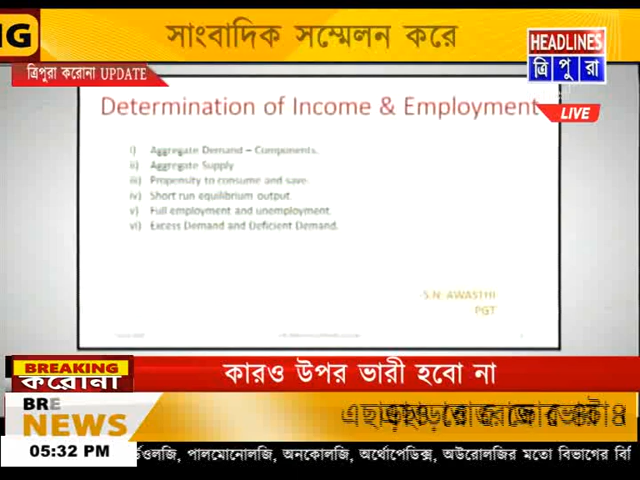 NG
সাংবাদিক সম্মেলন করে
HEADLINES
ত্রিপুরা
LIVE
ত্রিপুরা করোনা UPDATE
Determination of Income & Employment
i) Aggregate Demand – Components.
ii) Aggregate Supply
iii) Propensity to consume and save.
iv) Short run equilibrium output.
v) Full employment and unemployment.
vi) Excess Demand and Deficient Demand.
-S.N. AWASTHI
PGT
BREAKING
করোনা
কারও উপর ভারী হবো না
BRE
NEWS
05:32 PM
পালমোনোলজি, অনকোলজি, অর্থোপেডিক্স, অউরোলজির মতো বিভাগের বি